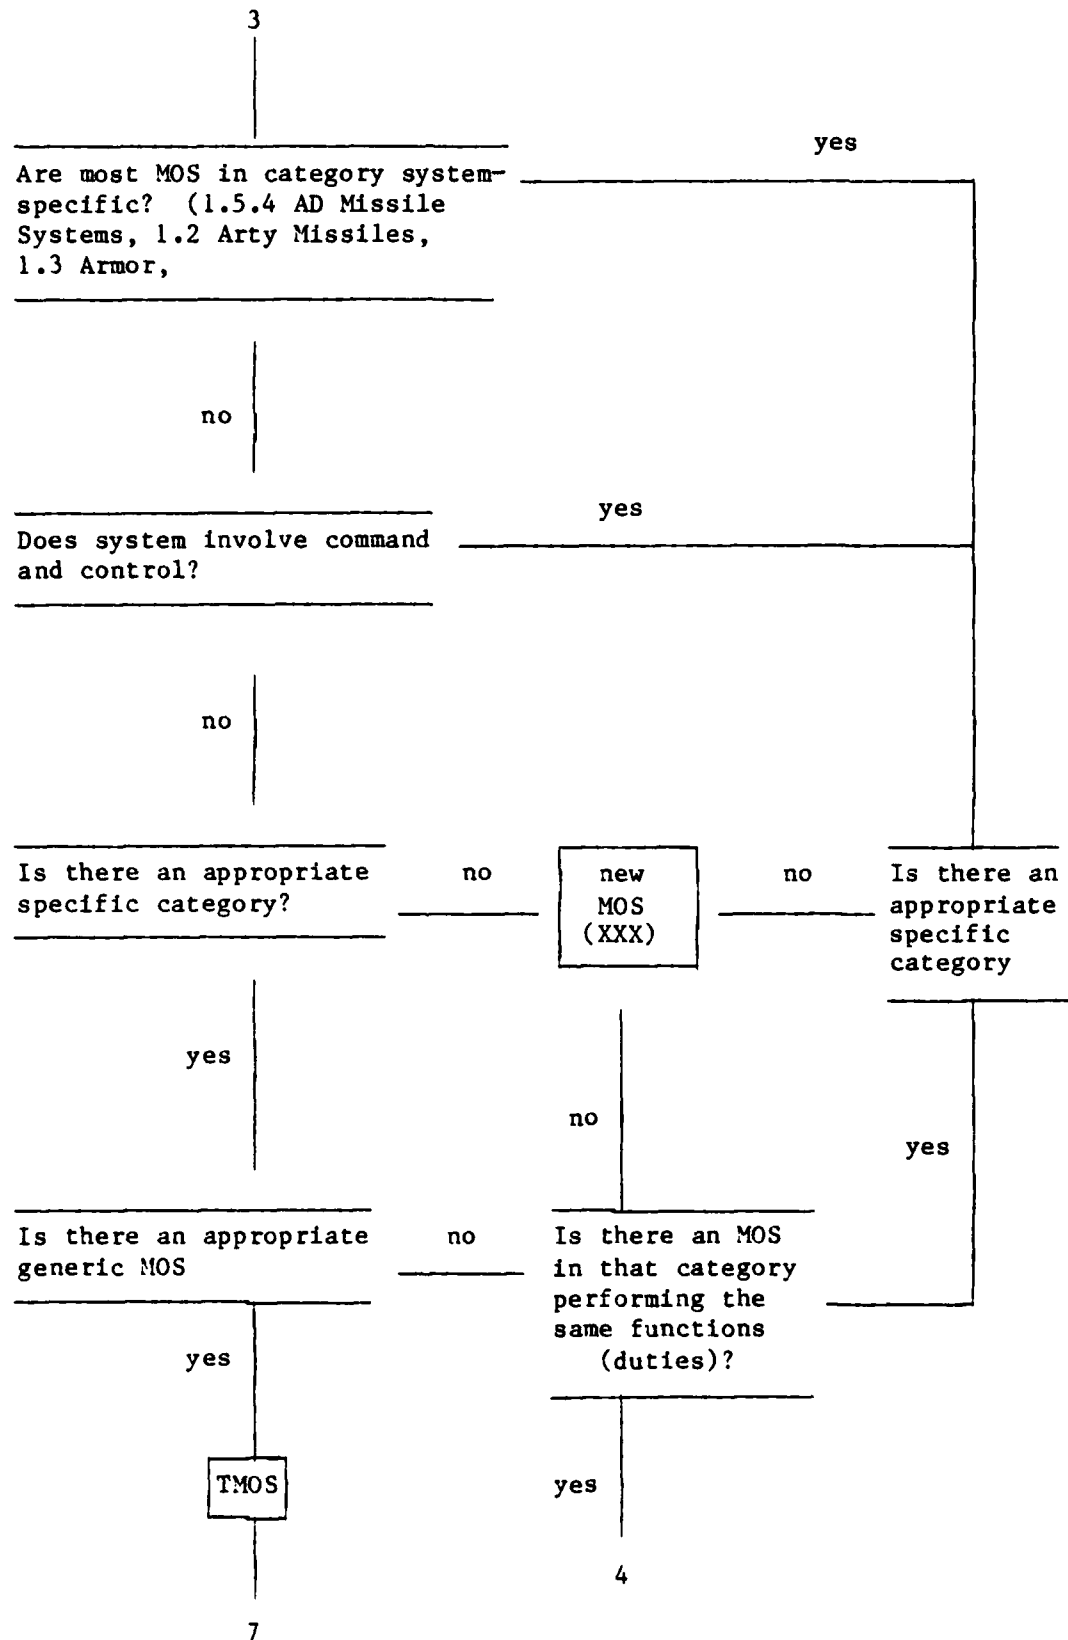 3
yes
Are most MOS in category system-
specific? (1.5.4 AD Missile
Systems, 1.2 Arty Missiles,
1.3 Armor,
no
yes
Does system involve command
and control?
no
Is there an appropriate
specific category?
no
new
MOS
(XXX)
no
Is there an
appropriate
specific
category
yes
no
yes
Is there an appropriate
generic MOS
no
Is there an MOS
in that category
performing the
same functions
(duties)?
yes
TMOS
yes
4
7